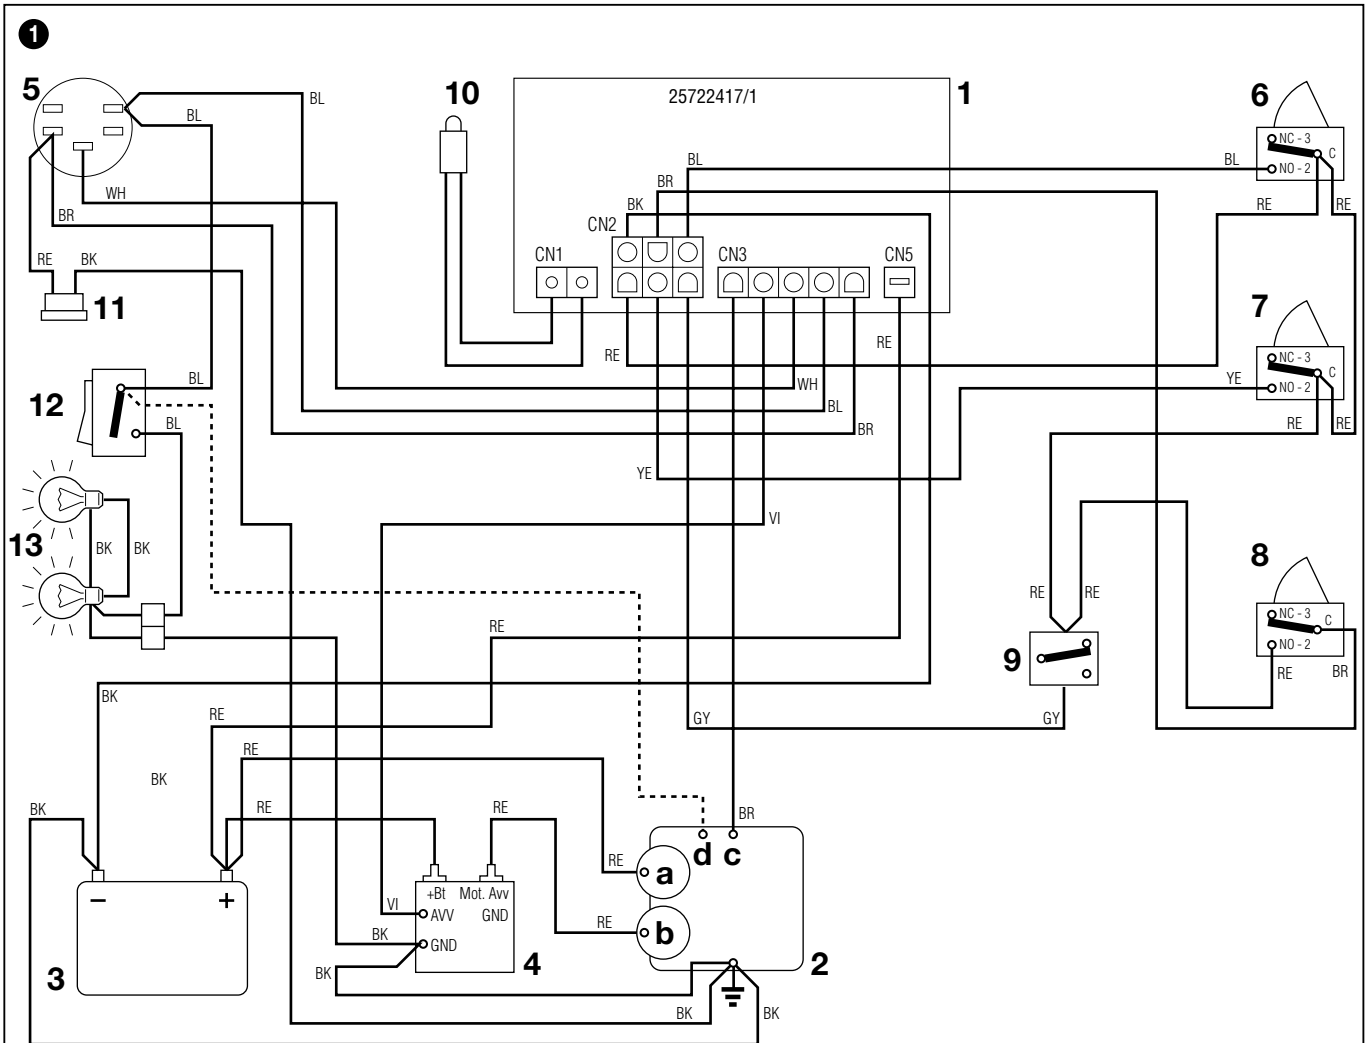 1
5 BL 10 25722417/1 1 6
BL
NC - 3
C
BL BL NO - 2
BR
WH BK RE RE
BR CN2
RE BK CN1 CN3 CN5
11 7
NC - 3
RE RE C
BL WH YE NO - 2
12 BL BR RE RE
BL
YE
VI
13 BK BK 8
NC - 3
RE RE C
RE NO - 2
9
RE BR
BK
RE GY GY
RE
BK
BK RE RE BR
d c
RE a
− + +Bt Mot. Avv
VI AVV GND
RE b
BK GND
3 BK 4 2
BK BK